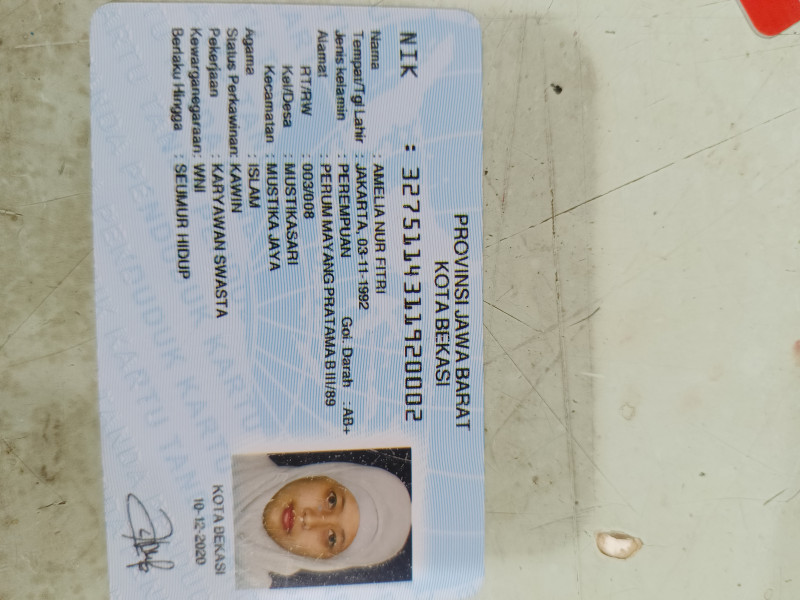 PROVINSI JAWA BARAT
KOTA BEKASI
NIK : 3275114311920002
Nama : AMELIA NUR FITRI
Tempat/Tgl Lahir : JAKARTA, 03-11-1992
Jenis kelamin : PEREMPUAN Gol. Darah : AB+
Alamat : PERUM MAYANG PRATAMA B III/89
RT/RW : 003/008
Kel/Desa : MUSTIKASARI
Kecamatan : MUSTIKA JAYA
Agama : ISLAM
Status Perkawinan: KAWIN
Pekerjaan : KARYAWAN SWASTA
Kewarganegaraan: WNI
Berlaku Hingga : SEUMUR HIDUP
KOTA BEKASI
10-12-2020